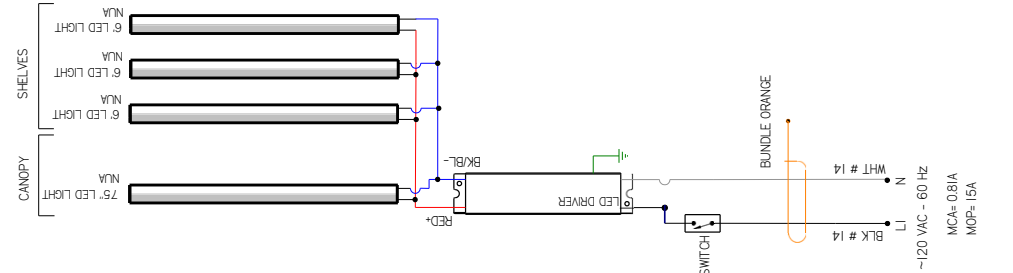 SHELVES
NUA
6'. LED LIGHT
NUA
6'. LED LIGHT
NUA
6'. LED LIGHT
CANOPY
NUA
75" LED LIGHT
BK/BL-
RED+
LED DRIVER
BUNDLE ORANGE
SWITCH
WHT # 14
N
BLK # 14
L1
~120 VAC - 60 Hz
MCA= 0.81A
MOP= 15A